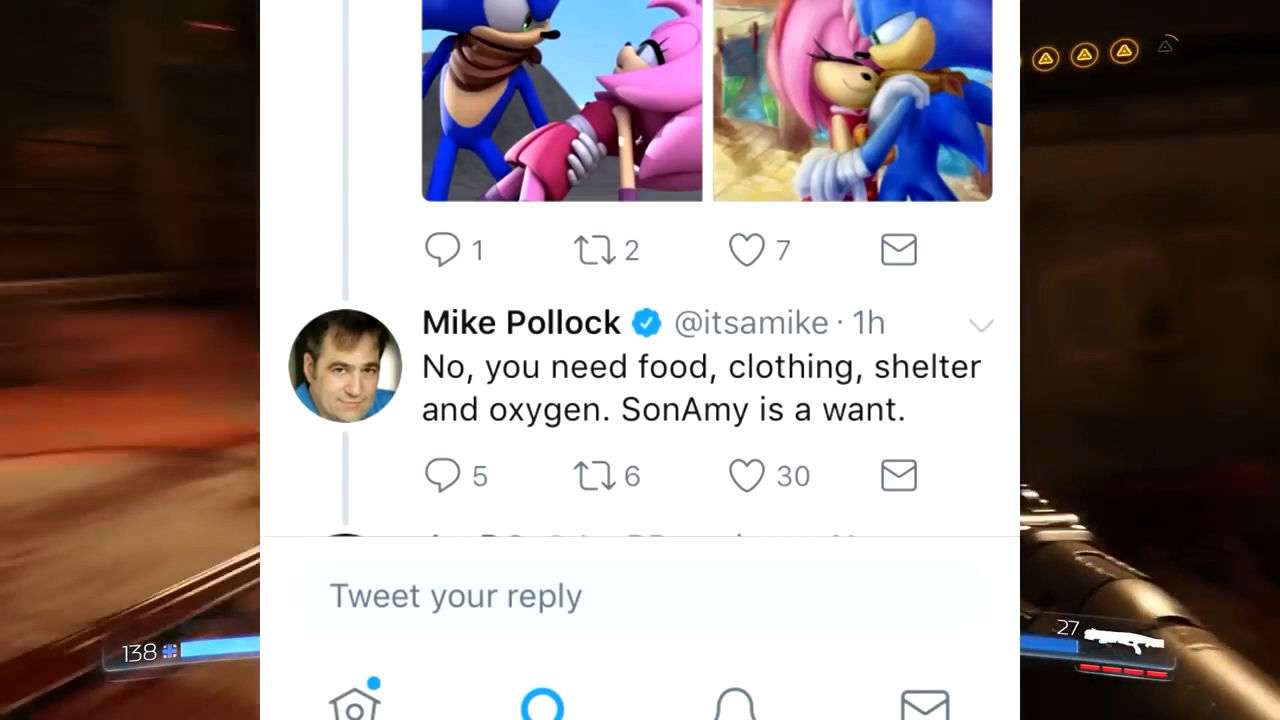 1 2 7
Mike Pollock @itsamike · 1h
No, you need food, clothing, shelter
and oxygen. SonAmy is a want.
5 6 30
Tweet your reply
138
27